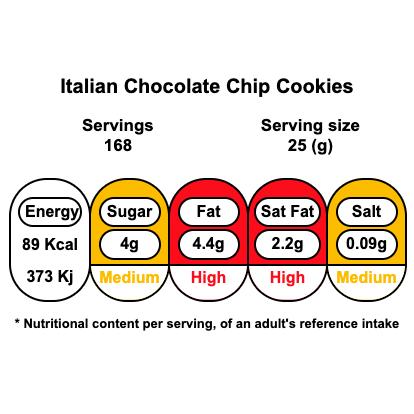 Italian Chocolate Chip Cookies
Servings Serving size
168 25 (g)
Energy Sugar Fat Sat Fat Salt
89 Kcal 4g 4.4g 2.2g 0.09g
373 Kj Medium High High Medium
* Nutritional content per serving, of an adult's reference intake